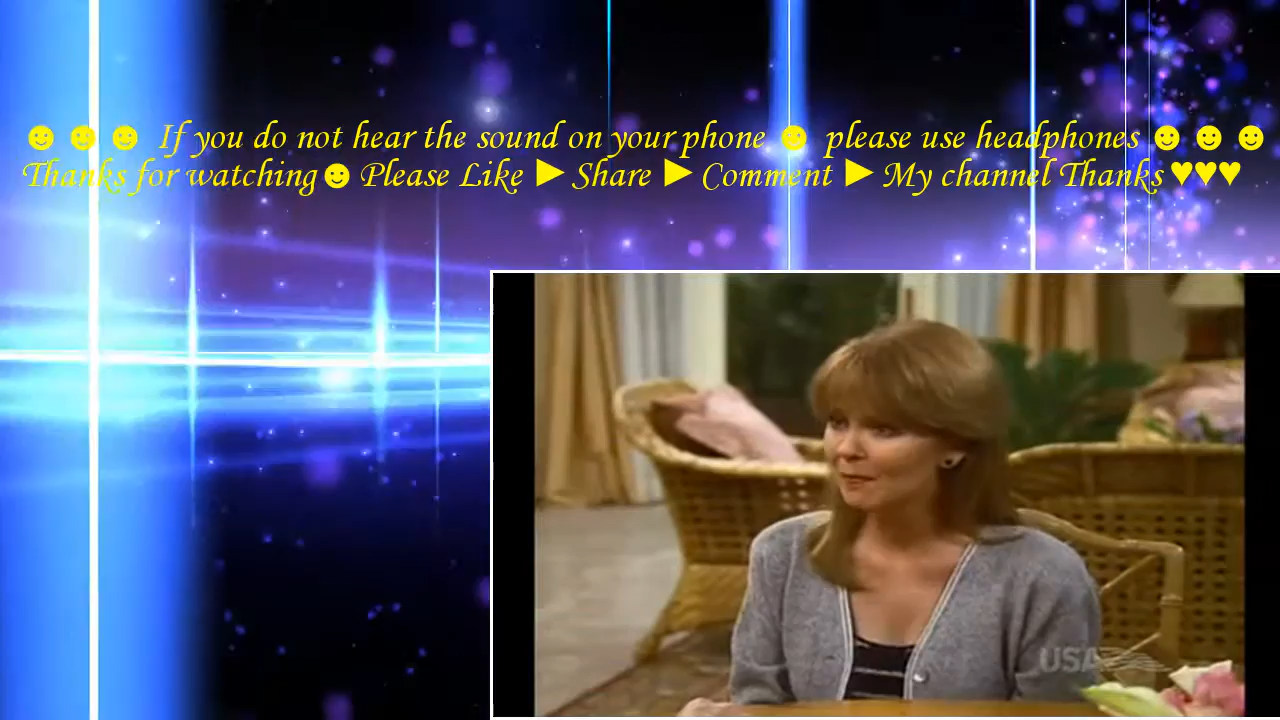 ☻☻☻ If you do not hear the sound on your phone ☻ please use headphones ☻☻☻
Thanks for watching☻Please Like ►Share ►Comment ►My channel Thanks♥♥♥
USA